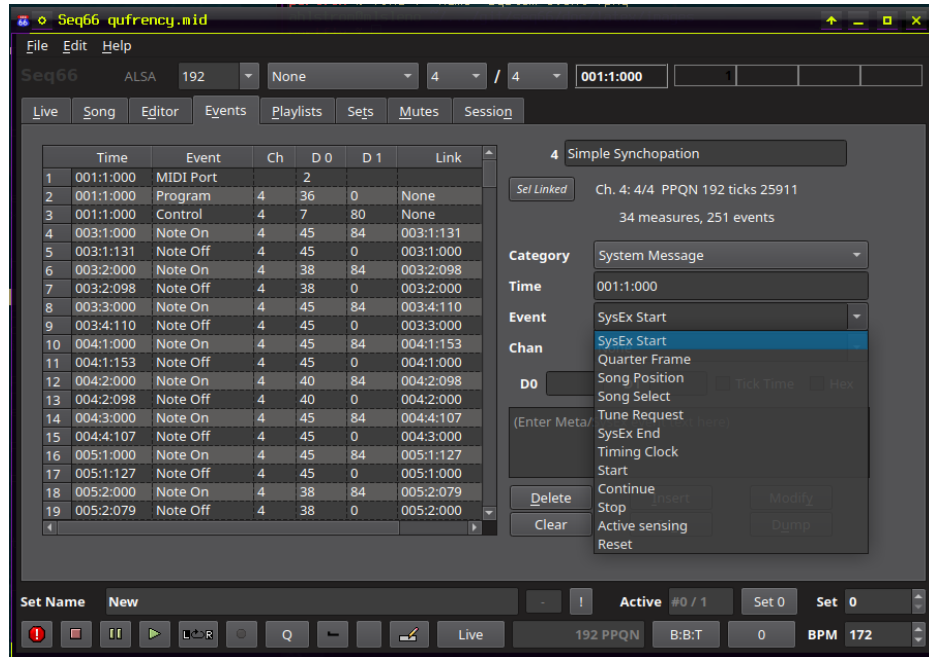 Seq66 qufrency.mid
File Edit Help
Seq66 ALSA 192 None 4 / 4 001:1:000 1
Live Song Editor Events Playlists Sets Mutes Session
Time Event Ch D 0 D 1 Link
1 001:1:000 MIDI Port 2
2 001:1:000 Program 4 36 0 None
3 001:1:000 Control 4 7 80 None
4 003:1:000 Note On 4 45 84 003:1:131
5 003:1:131 Note Off 4 45 0 003:1:000
6 003:2:000 Note On 4 38 84 003:2:098
7 003:2:098 Note Off 4 38 0 003:2:000
8 003:3:000 Note On 4 45 84 003:4:110
9 003:4:110 Note Off 4 45 0 003:3:000
10 004:1:000 Note On 4 45 84 004:1:153
11 004:1:153 Note Off 4 45 0 004:1:000
12 004:2:000 Note On 4 40 84 004:2:098
13 004:2:098 Note Off 4 40 0 004:2:000
14 004:3:000 Note On 4 45 84 004:4:107
15 004:4:107 Note Off 4 45 0 004:3:000
16 005:1:000 Note On 4 45 84 005:1:127
17 005:1:127 Note Off 4 45 0 005:1:000
18 005:2:000 Note On 4 38 84 005:2:079
19 005:2:079 Note Off 4 38 0 005:2:000
4 Simple Synchopation
Sel Linked Ch. 4: 4/4 PPQN 192 ticks 25911
34 measures, 251 events
Category System Message
Time 001:1:000
Event SysEx Start
Chan
SysEx Start
Quarter Frame
Song Position
Song Select
Tune Request
SysEx End
Timing Clock
Start
Continue
Stop
Active sensing
Reset
D0 Tick Time Hex
(Enter Meta/ here)
Delete Insert Modify
Clear Dump
Set Name New - ! Active #0 / 1 Set 0 Set 0
L R Q Live 192 PPQN B:B:T 0 BPM 172